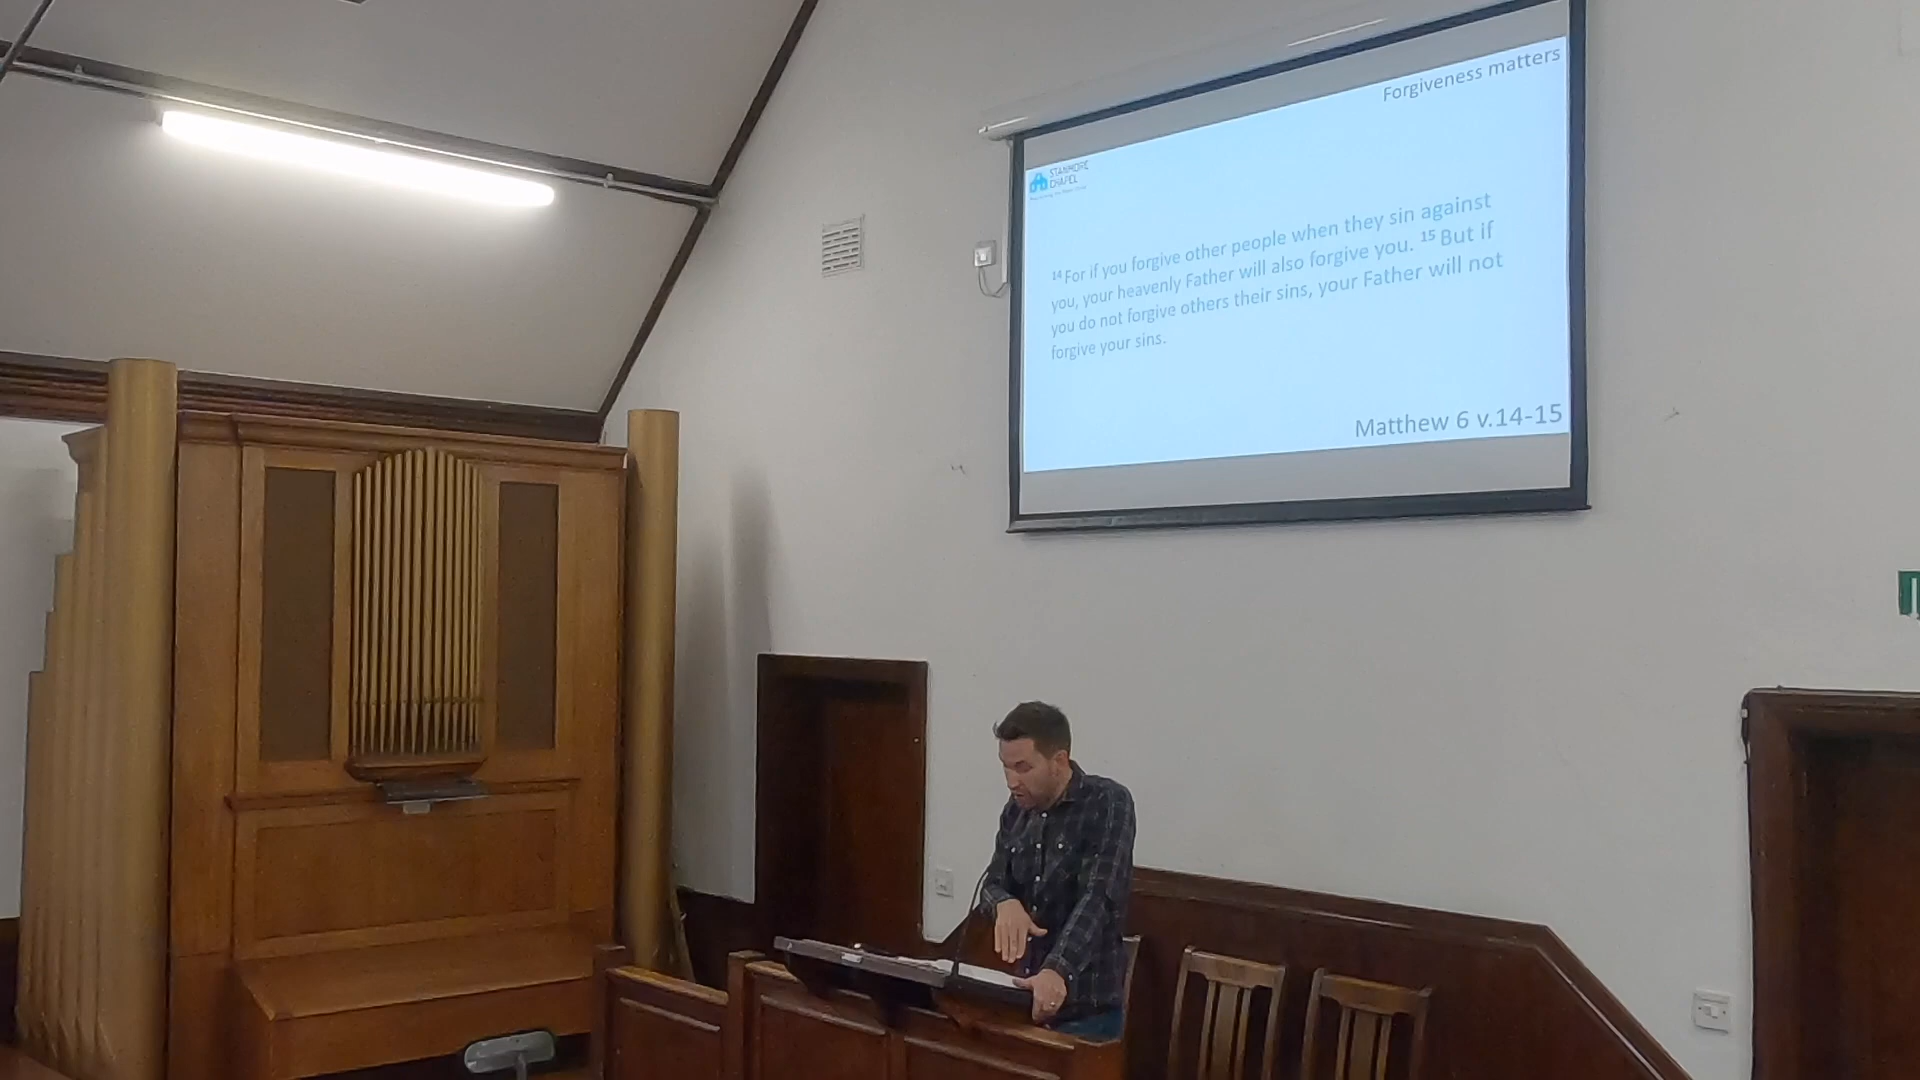 Forgiveness matters
STANMORE
CHAPEL
¹⁴ For if you forgive other people when they sin against
you, your heavenly Father will also forgive you. ¹⁵ But if
you do not forgive others their sins, your Father will not
forgive your sins.
Matthew 6 v.14-15